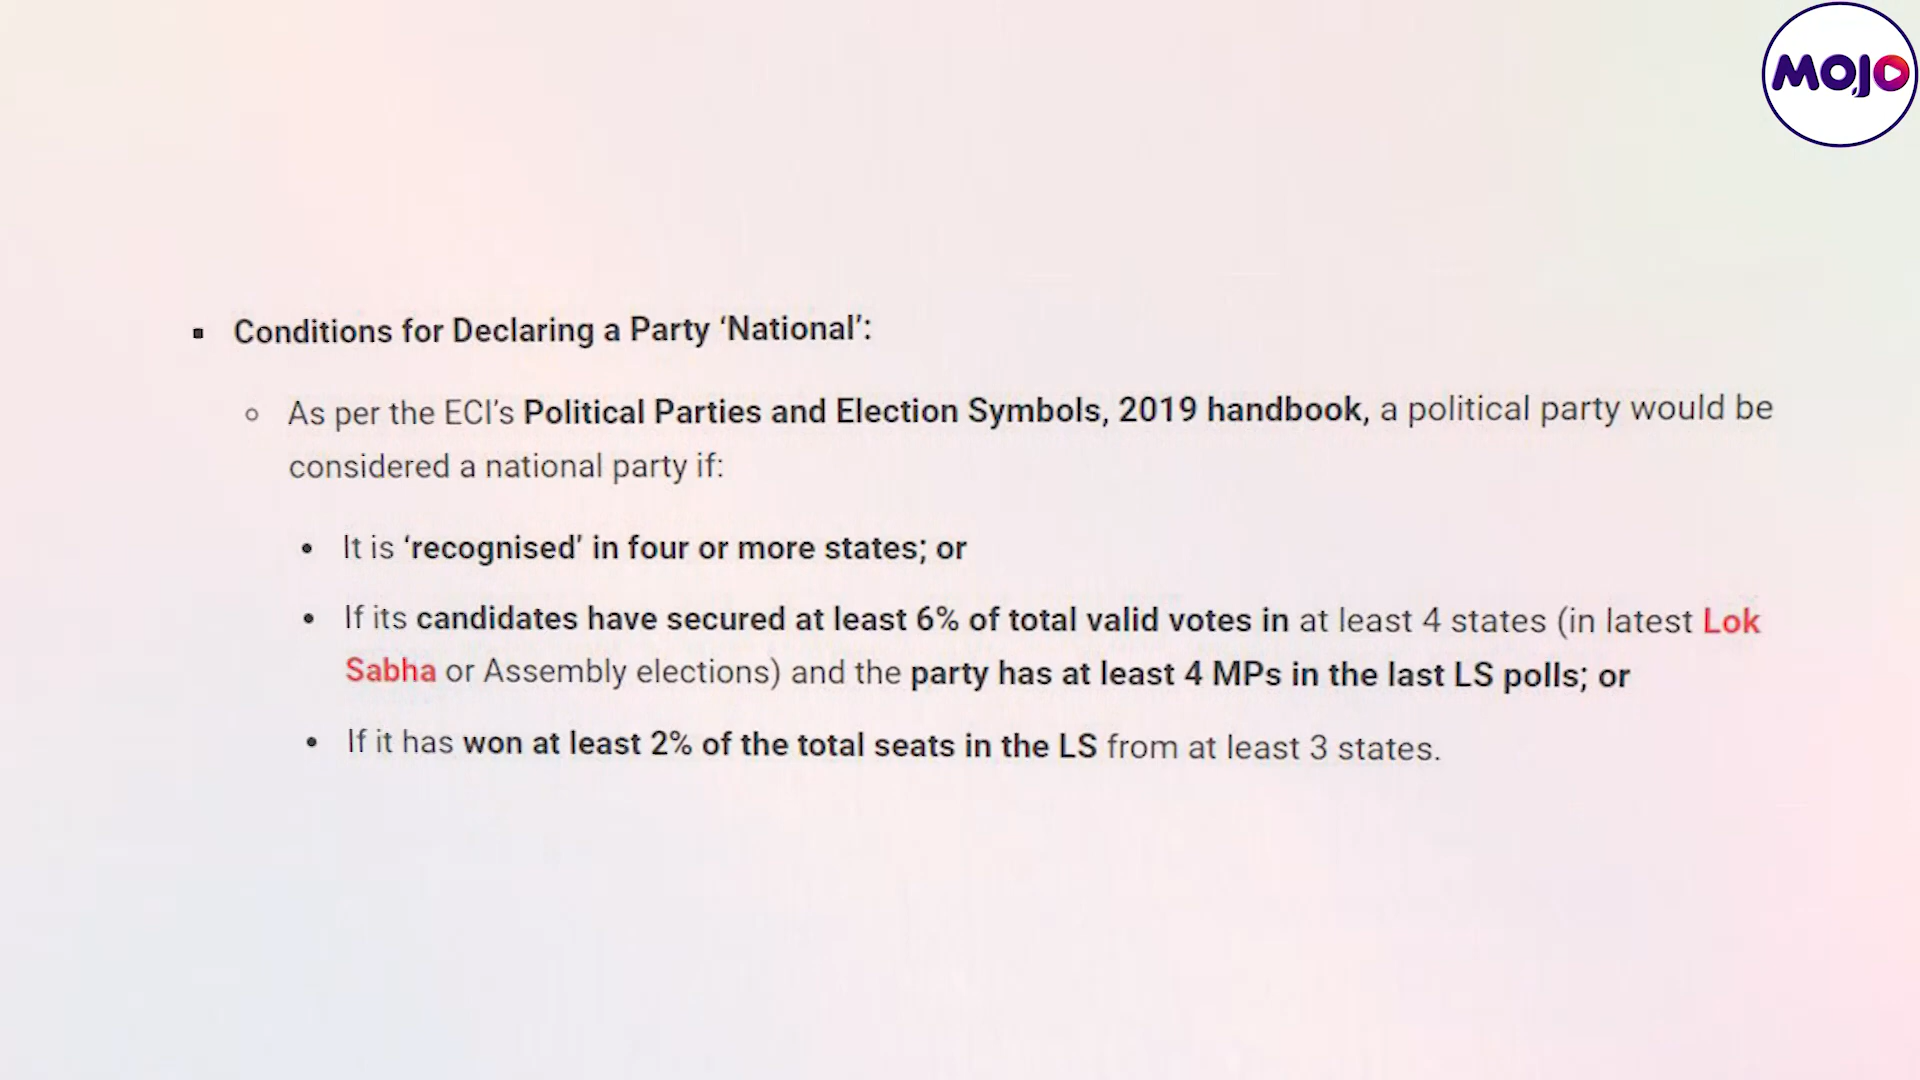 MOJO
Conditions for Declaring a Party ‘National’:
As per the ECI’s Political Parties and Election Symbols, 2019 handbook, a political party would be
considered a national party if:
It is ‘recognised’ in four or more states; or
If its candidates have secured at least 6% of total valid votes in at least 4 states (in latest Lok
Sabha or Assembly elections) and the party has at least 4 MPs in the last LS polls; or
If it has won at least 2% of the total seats in the LS from at least 3 states.